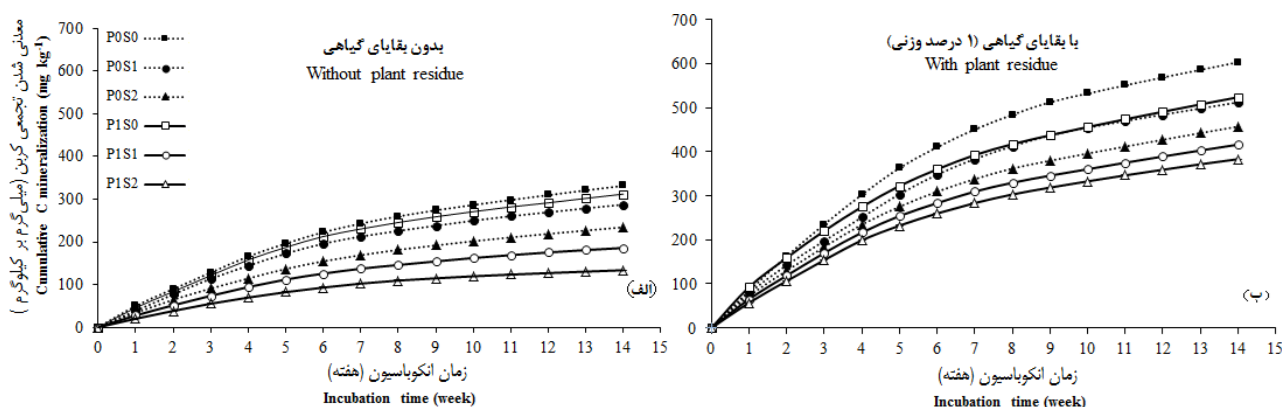 معدنی شدن تجمعی کربن (میلی گرم بر کیلوگرم )
Cumulative C mineralization (mg kg-1)
700
600
500
400
300
200
100
0
P0S0
P0S1
P0S2
P1S0
P1S1
P1S2
بدون بقایای گیاهی
Without plant residue
(الف)
0 1 2 3 4 5 6 7 8 9 10 11 12 13 14 15
زمان انکوباسیون (هفته)
Incubation time (week)
700
600
500
400
300
200
100
0
با بقایای گیاهی (۱ درصد وزنی)
With plant residue
(ب)
0 1 2 3 4 5 6 7 8 9 10 11 12 13 14 15
زمان انکوباسیون (هفته)
Incubation time (week)